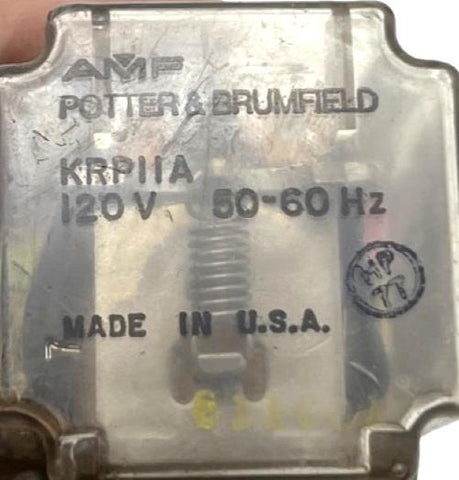 AMF
POTTER & BRUMFIELD
KRP11A
120 V 50-60 Hz
MADE IN U.S.A.